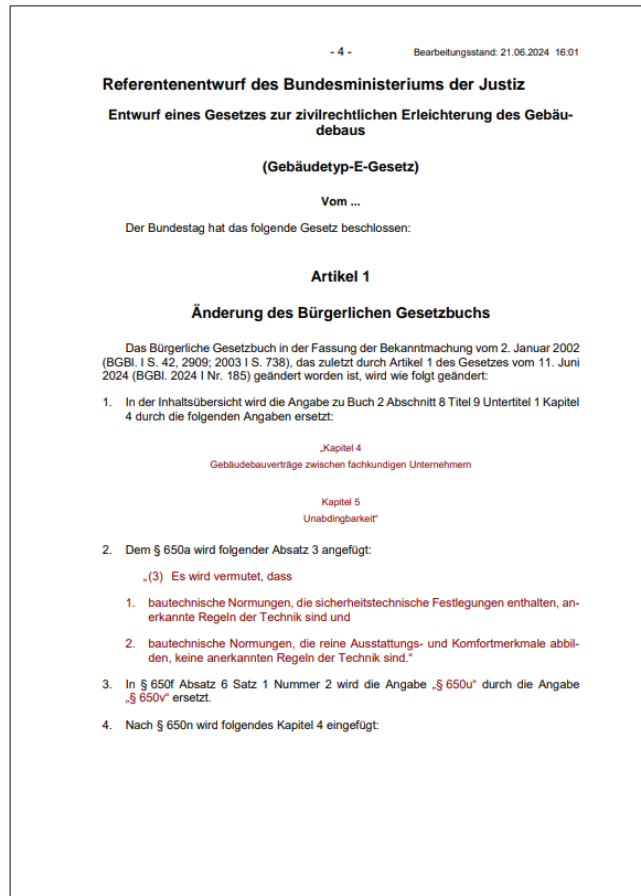 - 4 -
Bearbeitungsstand: 21.06.2024 16:01
Referentenentwurf des Bundesministeriums der Justiz
Entwurf eines Gesetzes zur zivilrechtlichen Erleichterung des Gebäu-
debaus
(Gebäudetyp-E-Gesetz)
Vom ...
Der Bundestag hat das folgende Gesetz beschlossen:
Artikel 1
Änderung des Bürgerlichen Gesetzbuchs
Das Bürgerliche Gesetzbuch in der Fassung der Bekanntmachung vom 2. Januar 2002
(BGBl. I S. 42, 2909; 2003 I S. 738), das zuletzt durch Artikel 1 des Gesetzes vom 11. Juni
2024 (BGBl. 2024 I Nr. 185) geändert worden ist, wird wie folgt geändert:
1. In der Inhaltsübersicht wird die Angabe zu Buch 2 Abschnitt 8 Titel 9 Untertitel 1 Kapitel
4 durch die folgenden Angaben ersetzt:
„Kapitel 4
Gebäudebauverträge zwischen fachkundigen Unternehmern
Kapitel 5
Unabdingbarkeit“
2. Dem § 650a wird folgender Absatz 3 angefügt:
„(3) Es wird vermutet, dass
1. bautechnische Normungen, die sicherheitstechnische Festlegungen enthalten, an-
erkannte Regeln der Technik sind und
2. bautechnische Normungen, die reine Ausstattungs- und Komfortmerkmale abbil-
den, keine anerkannten Regeln der Technik sind.“
3. In § 650f Absatz 6 Satz 1 Nummer 2 wird die Angabe „§ 650u“ durch die Angabe
„§ 650v“ ersetzt.
4. Nach § 650n wird folgendes Kapitel 4 eingefügt: